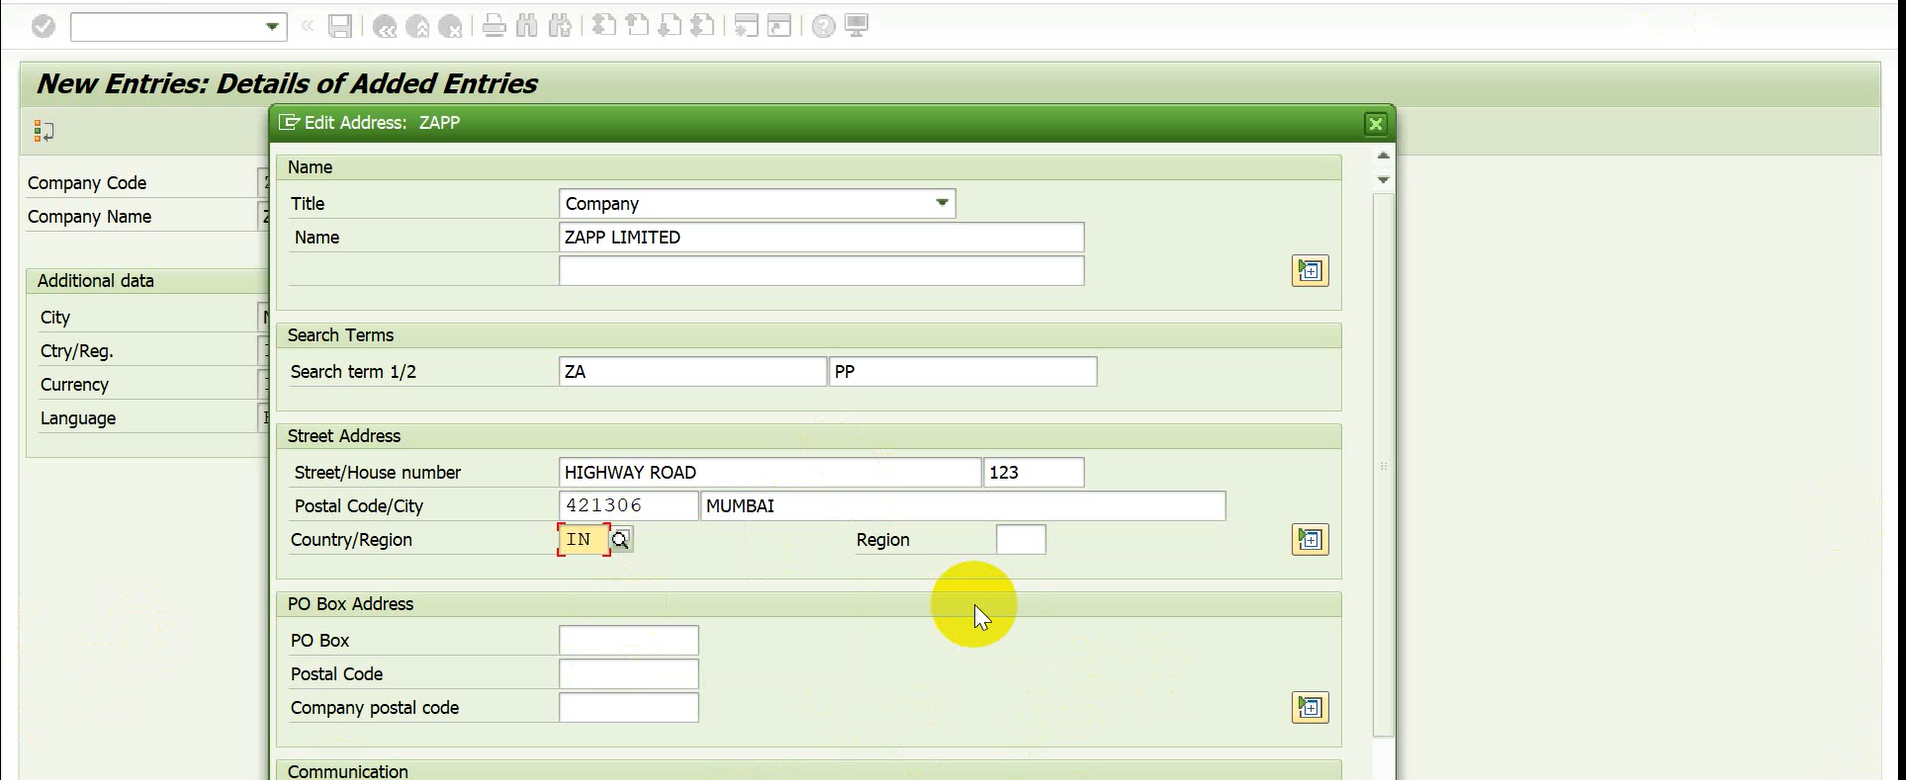 New Entries: Details of Added Entries
Edit Address: ZAPP
Company Code
Company Name
Additional data
City
Ctry/Reg.
Currency
Language
Name
Title Company
Name ZAPP LIMITED
Search Terms
Search term 1/2 ZA PP
Street Address
Street/House number HIGHWAY ROAD 123
Postal Code/City 421306 MUMBAI
Country/Region IN Region
PO Box Address
PO Box
Postal Code
Company postal code
Communication